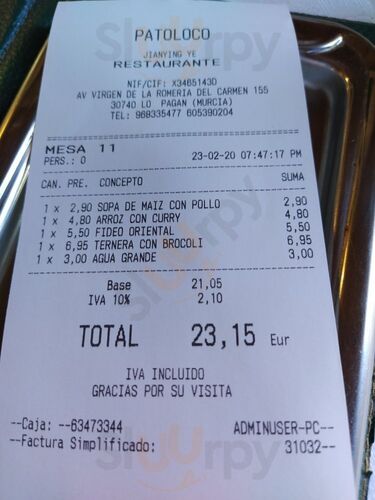 PATOLOCO
JIANYING YE
RESTAURANTE
NIF/CIF: X3465143D
AV VIRGEN DE LA ROMERIA DEL CARMEN 155
30740 LO PAGAN (MURCIA)
TEL: 968335477 605390204
MESA 11
PERS.: 0 23-02-20 07:47:17 PM
CAN. PRE. CONCEPTO SUMA
1 x 2,90 SOPA DE MAIZ CON POLLO 2,90
1 x 4,80 ARROZ CON CURRY 4,80
1 x 5,50 FIDEO ORIENTAL 5,50
1 x 6,95 TERNERA CON BROCOLI 6,95
1 x 3,00 AGUA GRANDE 3,00
Base 21,05
IVA 10% 2,10
TOTAL 23,15 Eur
IVA INCLUIDO
GRACIAS POR SU VISITA
--Caja: --63473344 ADMINUSER-PC--
--Factura Simplificado: 31032--
Sluurpy
Sluurpy
Sluurpy